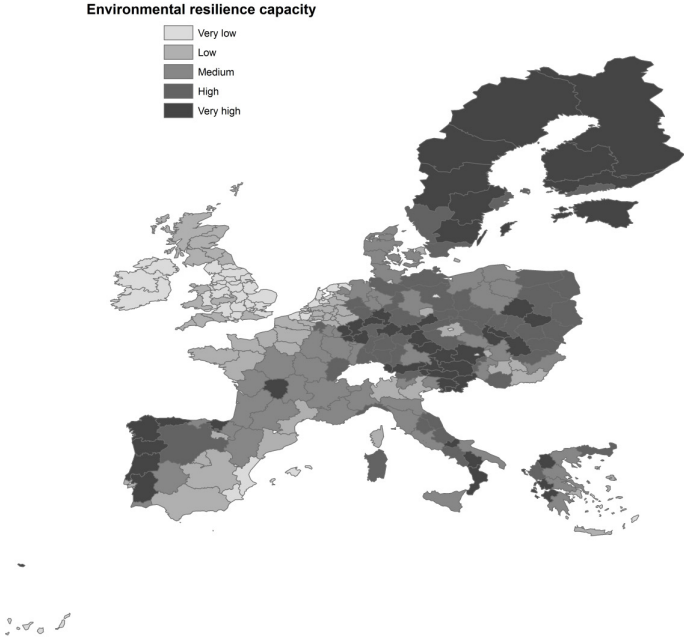 Environmental resilience capacity
Very low
Low
Medium
High
Very high